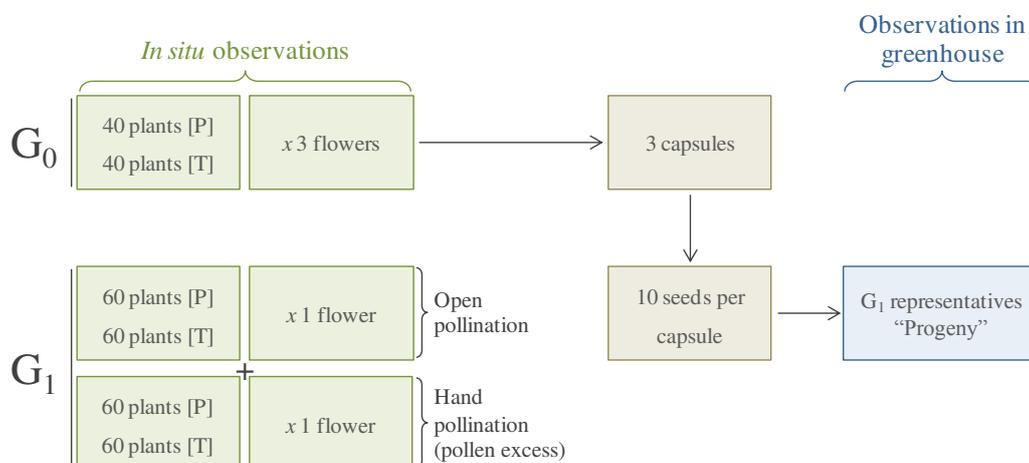 In situ observations
Observations in
greenhouse
G0
40 plants [P]
40 plants [T]
x 3 flowers
3 capsules
G1
60 plants [P]
60 plants [T]
x 1 flower
Open
pollination
10 seeds per
capsule
G1 representatives
“Progeny”
+
60 plants [P]
60 plants [T]
x 1 flower
Hand
pollination
(pollen excess)